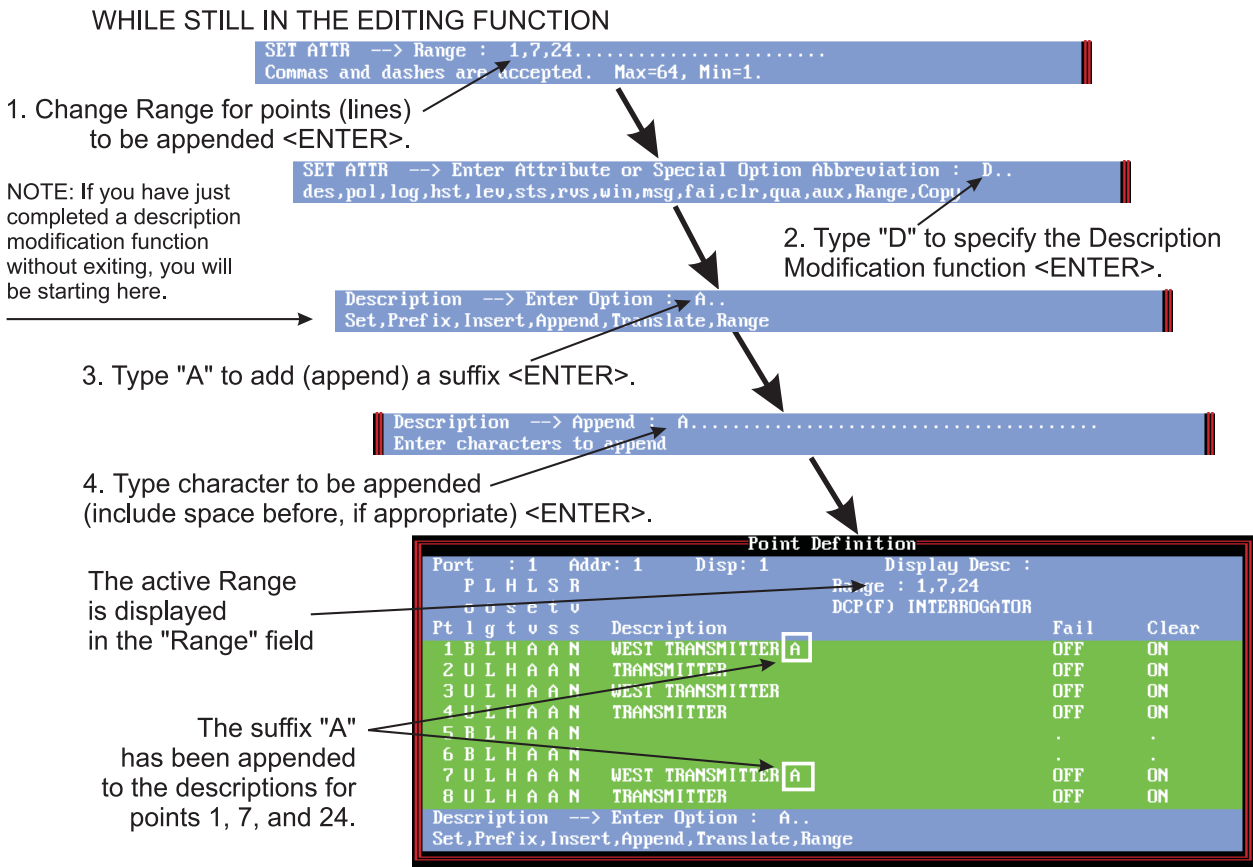 WHILE STILL IN THE EDITING FUNCTION
SET ATTR --> Range : 1,7,24........................
Commas and dashes are accepted. Max=64, Min=1.
1. Change Range for points (lines)
to be appended <ENTER>.
SET ATTR --> Enter Attribute or Special Option Abbreviation : D..
des,pol,log,hst,lev,sts,rvs,win,msg,fai,clr,qua,aux,Range,Copy
NOTE: If you have just
completed a description
modification function
without exiting, you will
be starting here.
2. Type "D" to specify the Description
Modification function <ENTER>.
Description --> Enter Option : A..
Set,Prefix,Insert,Append,Translate,Range
3. Type "A" to add (append) a suffix <ENTER>.
Description --> Append : A.......................................
Enter characters to append
4. Type character to be appended
(include space before, if appropriate) <ENTER>.
Point Definition
Port : 1 Addr: 1 Disp: 1 Display Desc :
P L H L S R Range : 1,7,24
o o s e t v DCP(F) INTERROGATOR
Pt l g t v s s Description Fail Clear
1 B L H A A N WEST TRANSMITTER A OFF ON
2 U L H A A N TRANSMITTER OFF ON
3 U L H A A N WEST TRANSMITTER OFF ON
4 U L H A A N TRANSMITTER OFF ON
5 B L H A A N . .
6 B L H A A N . .
7 U L H A A N WEST TRANSMITTER A OFF ON
8 U L H A A N TRANSMITTER OFF ON
Description --> Enter Option : A..
Set,Prefix,Insert,Append,Translate,Range
The active Range
is displayed
in the "Range" field
The suffix "A"
has been appended
to the descriptions for
points 1, 7, and 24.